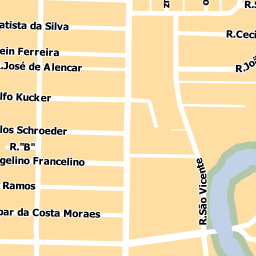 R.S
atista da Silva
R.Ceci
ein Ferreira
.José de Alencar
R.Joã
lfo Kucker
los Schroeder
R."B"
gelino Francelino
Ramos
R.São Vicente
par da Costa Moraes